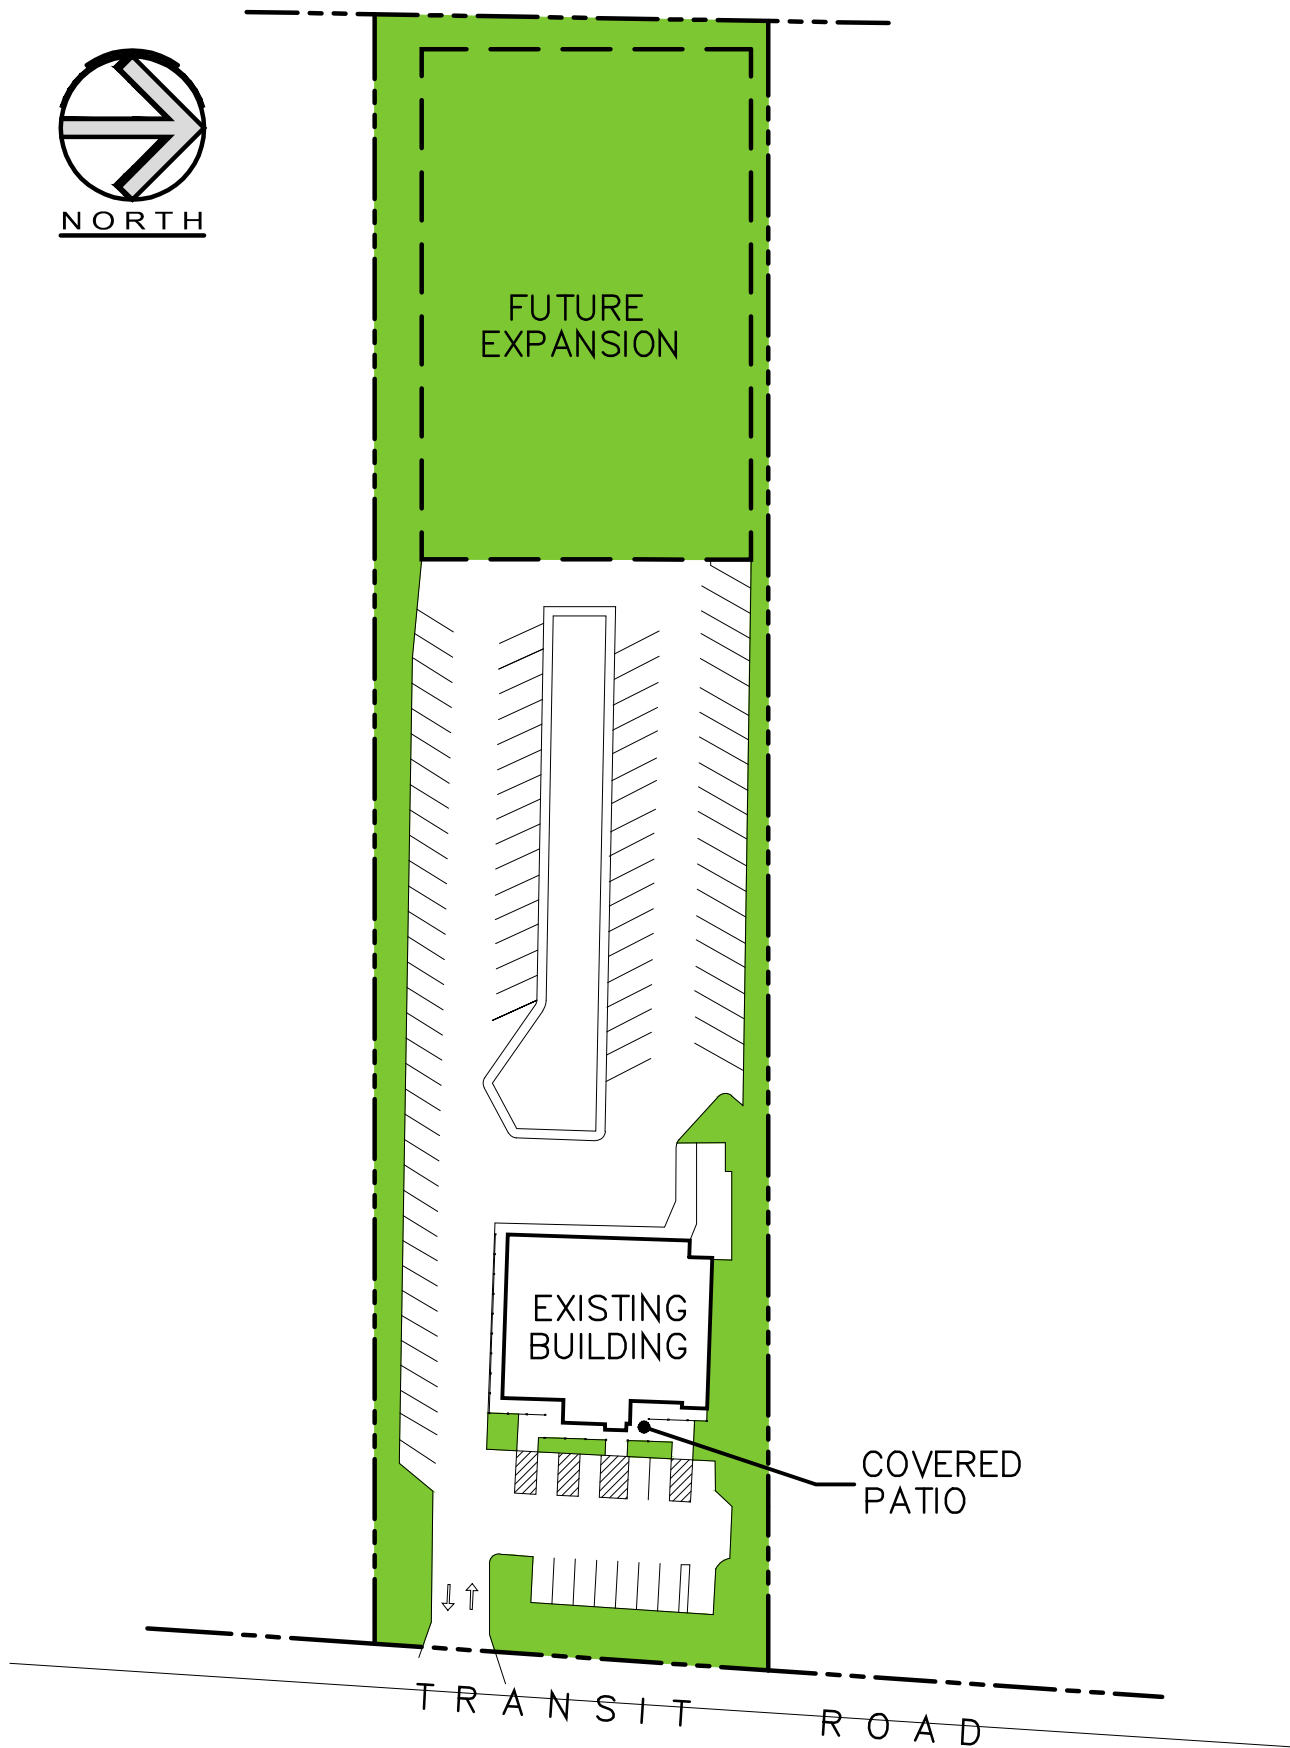 NORTH
FUTURE
EXPANSION
EXISTING
BUILDING
COVERED
PATIO
TRANSIT ROAD